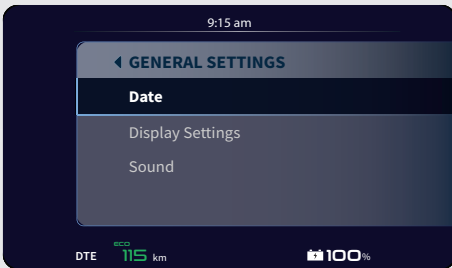 9:15 am
GENERAL SETTINGS
Date
Display Settings
Sound
ECO
DTE 115 km 100%